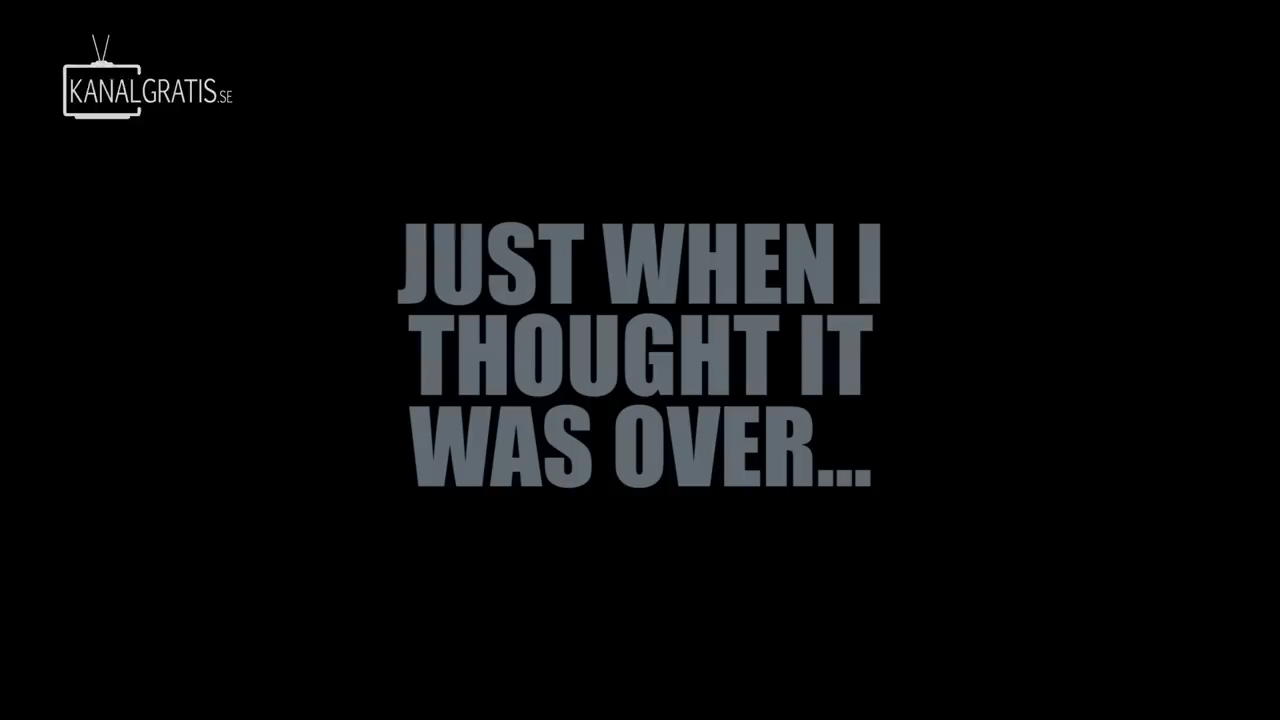 KANALGRATIS.SE
JUST WHEN I
THOUGHT IT
WAS OVER...